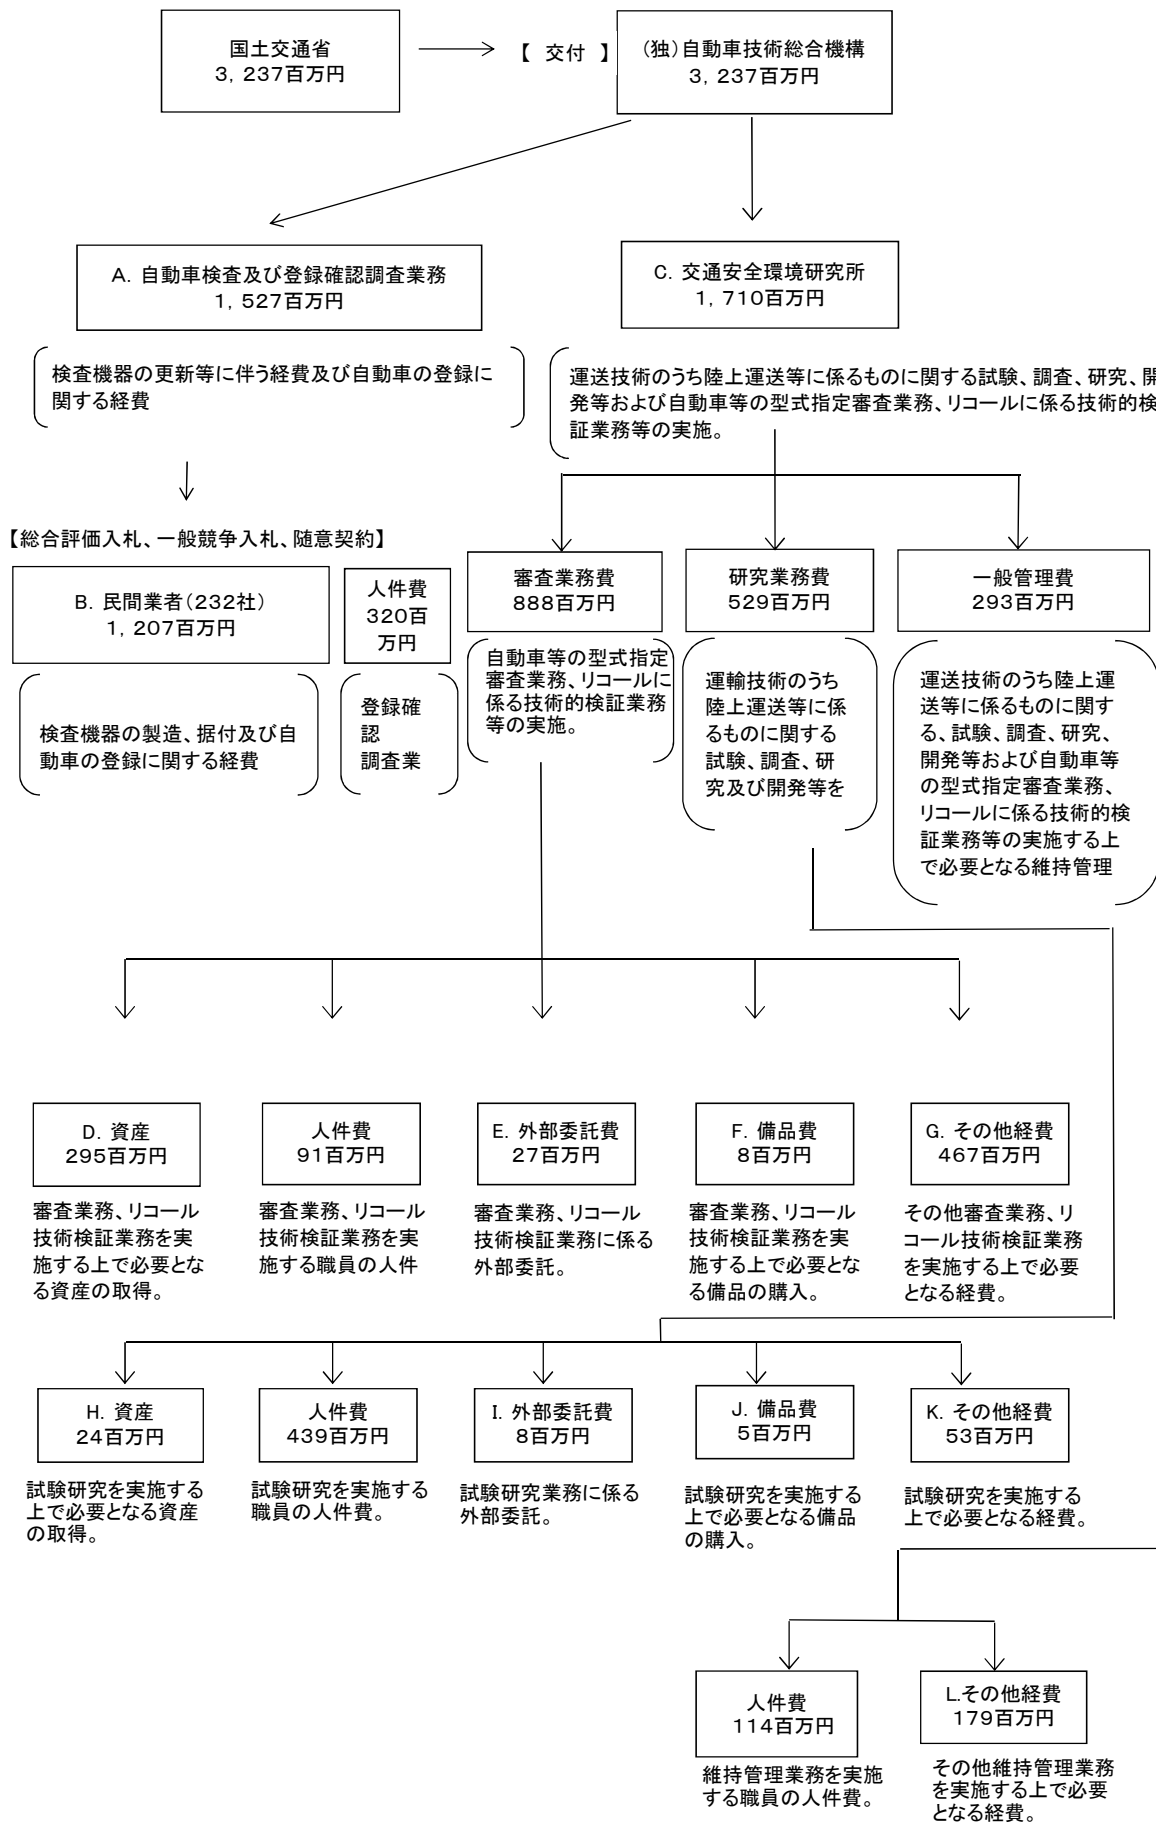 国土交通省
3，237百万円
【 交付 】
（独）自動車技術総合機構
3，237百万円
A．自動車検査及び登録確認調査業務
1，527百万円
C．交通安全環境研究所
1，710百万円
検査機器の更新等に伴う経費及び自動車の登録に
関する経費
運送技術のうち陸上運送等に係るものに関する試験、調査、研究、開
発等および自動車等の型式指定審査業務、リコールに係る技術的検
証業務等の実施。
【総合評価入札、一般競争入札、随意契約】
B．民間業者（232社）
1，207百万円
人件費
320百
万円
審査業務費
888百万円
研究業務費
529百万円
一般管理費
293百万円
検査機器の製造、据付及び自
動車の登録に関する経費
登録確
認
調査業
自動車等の型式指定
審査業務、リコールに
係る技術的検証業務
等の実施。
運輸技術のうち
陸上運送等に係
るものに関する
試験、調査、研
究及び開発等を
運送技術のうち陸上運
送等に係るものに関す
る、試験、調査、研究、
開発等および自動車等
の型式指定審査業務、
リコールに係る技術的検
証業務等の実施する上
で必要となる維持管理
D．資産
295百万円
人件費
91百万円
E．外部委託費
27百万円
F．備品費
8百万円
G．その他経費
467百万円
審査業務、リコール
技術検証業務を実
施する上で必要とな
る資産の取得。
審査業務、リコール
技術検証業務を実
施する職員の人件
審査業務、リコール
技術検証業務に係る
外部委託。
審査業務、リコール
技術検証業務を実
施する上で必要とな
る備品の購入。
その他審査業務、リ
コール技術検証業務
を実施する上で必要
となる経費。
H．資産
24百万円
人件費
439百万円
I．外部委託費
8百万円
J．備品費
5百万円
K．その他経費
53百万円
試験研究を実施する
上で必要となる資産
の取得。
試験研究を実施する
職員の人件費。
試験研究業務に係る
外部委託。
試験研究を実施する
上で必要となる備品
の購入。
試験研究を実施する
上で必要となる経費。
人件費
114百万円
L.その他経費
179百万円
維持管理業務を実施
する職員の人件費。
その他維持管理業務
を実施する上で必要
となる経費。